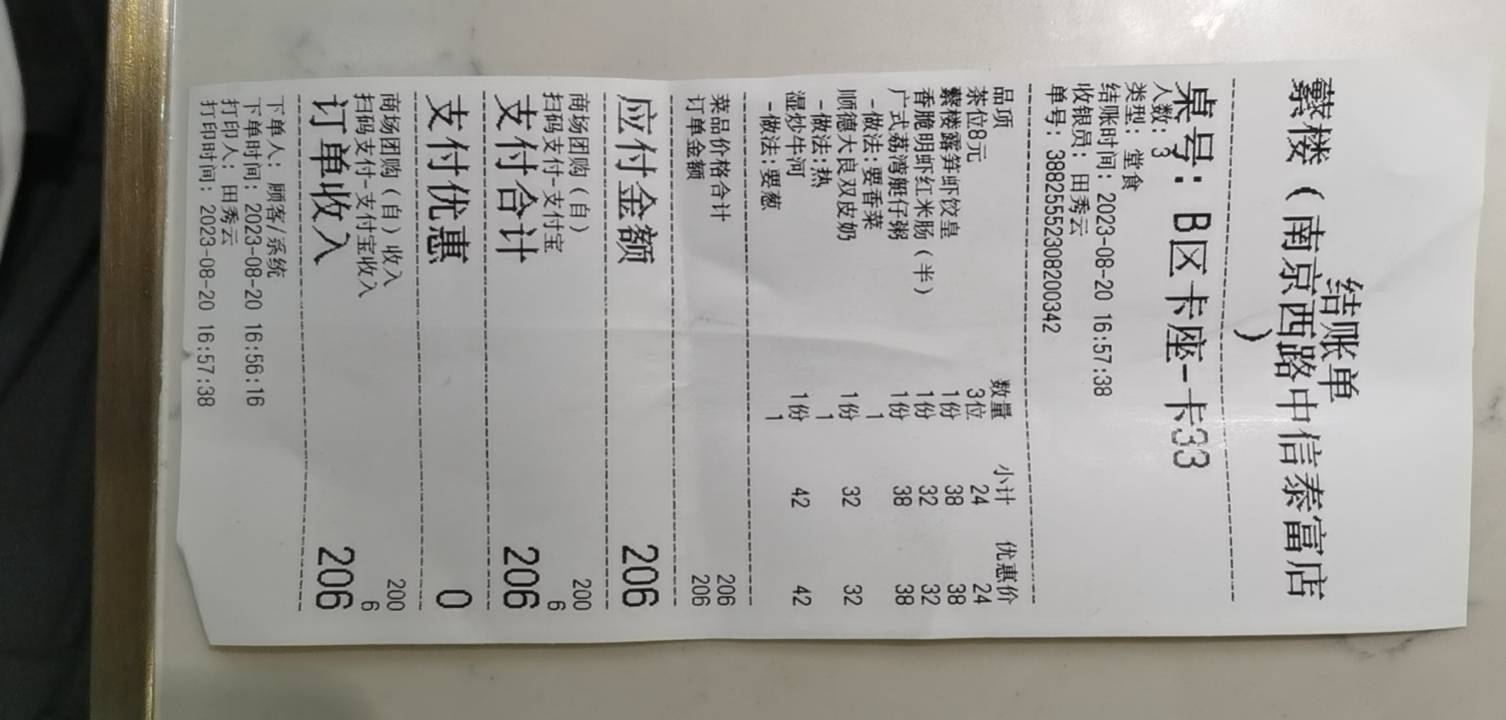 结账单
蘩楼（南京西路中信泰富店
）
桌号：B区卡座-卡33
人数：3
类型：堂食
结账时间：2023-08-20 16:57:38
收银员：田秀云
单号：388255552308200342
品项 数量 小计 优惠价
茶位8元 3位 24 24
蘩楼露笋虾饺皇 1份 38 38
香脆明虾红米肠（半） 1份 32 32
广式荔湾艇仔粥 1份 38 38
-做法:要香菜 1
顺德大良双皮奶 1份 32 32
-做法:热 1
湿炒牛河 1份 42 42
-做法:要葱 1
菜品价格合计 206
订单金额 206
应付金额 206
商场团购（自） 200
扫码支付-支付宝 6
支付合计 206
支付优惠 0
商场团购（自）收入 200
扫码支付-支付宝收入 6
订单收入 206
下单人：顾客/系统
下单时间：2023-08-20 16:56:16
打印人：田秀云
打印时间：2023-08-20 16:57:38